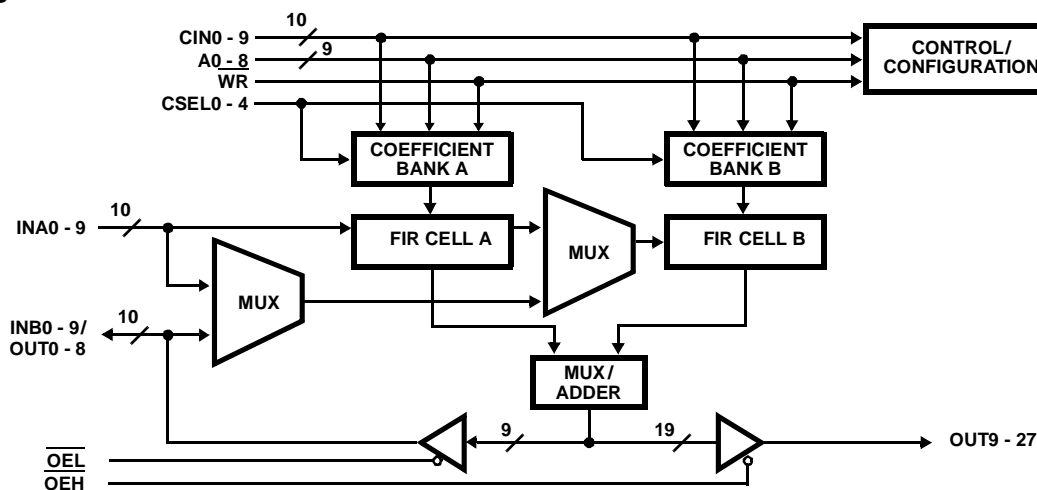 CIN0 - 9
10
A0 - 8
9
WR
CSEL0 - 4
CONTROL/
CONFIGURATION
COEFFICIENT
BANK A
COEFFICIENT
BANK B
INA0 - 9
10
FIR CELL A
MUX
FIR CELL B
MUX
INB0 - 9/
OUT0 - 8
10
MUX/
ADDER
9
19
OUT9 - 27
OEL
OEH